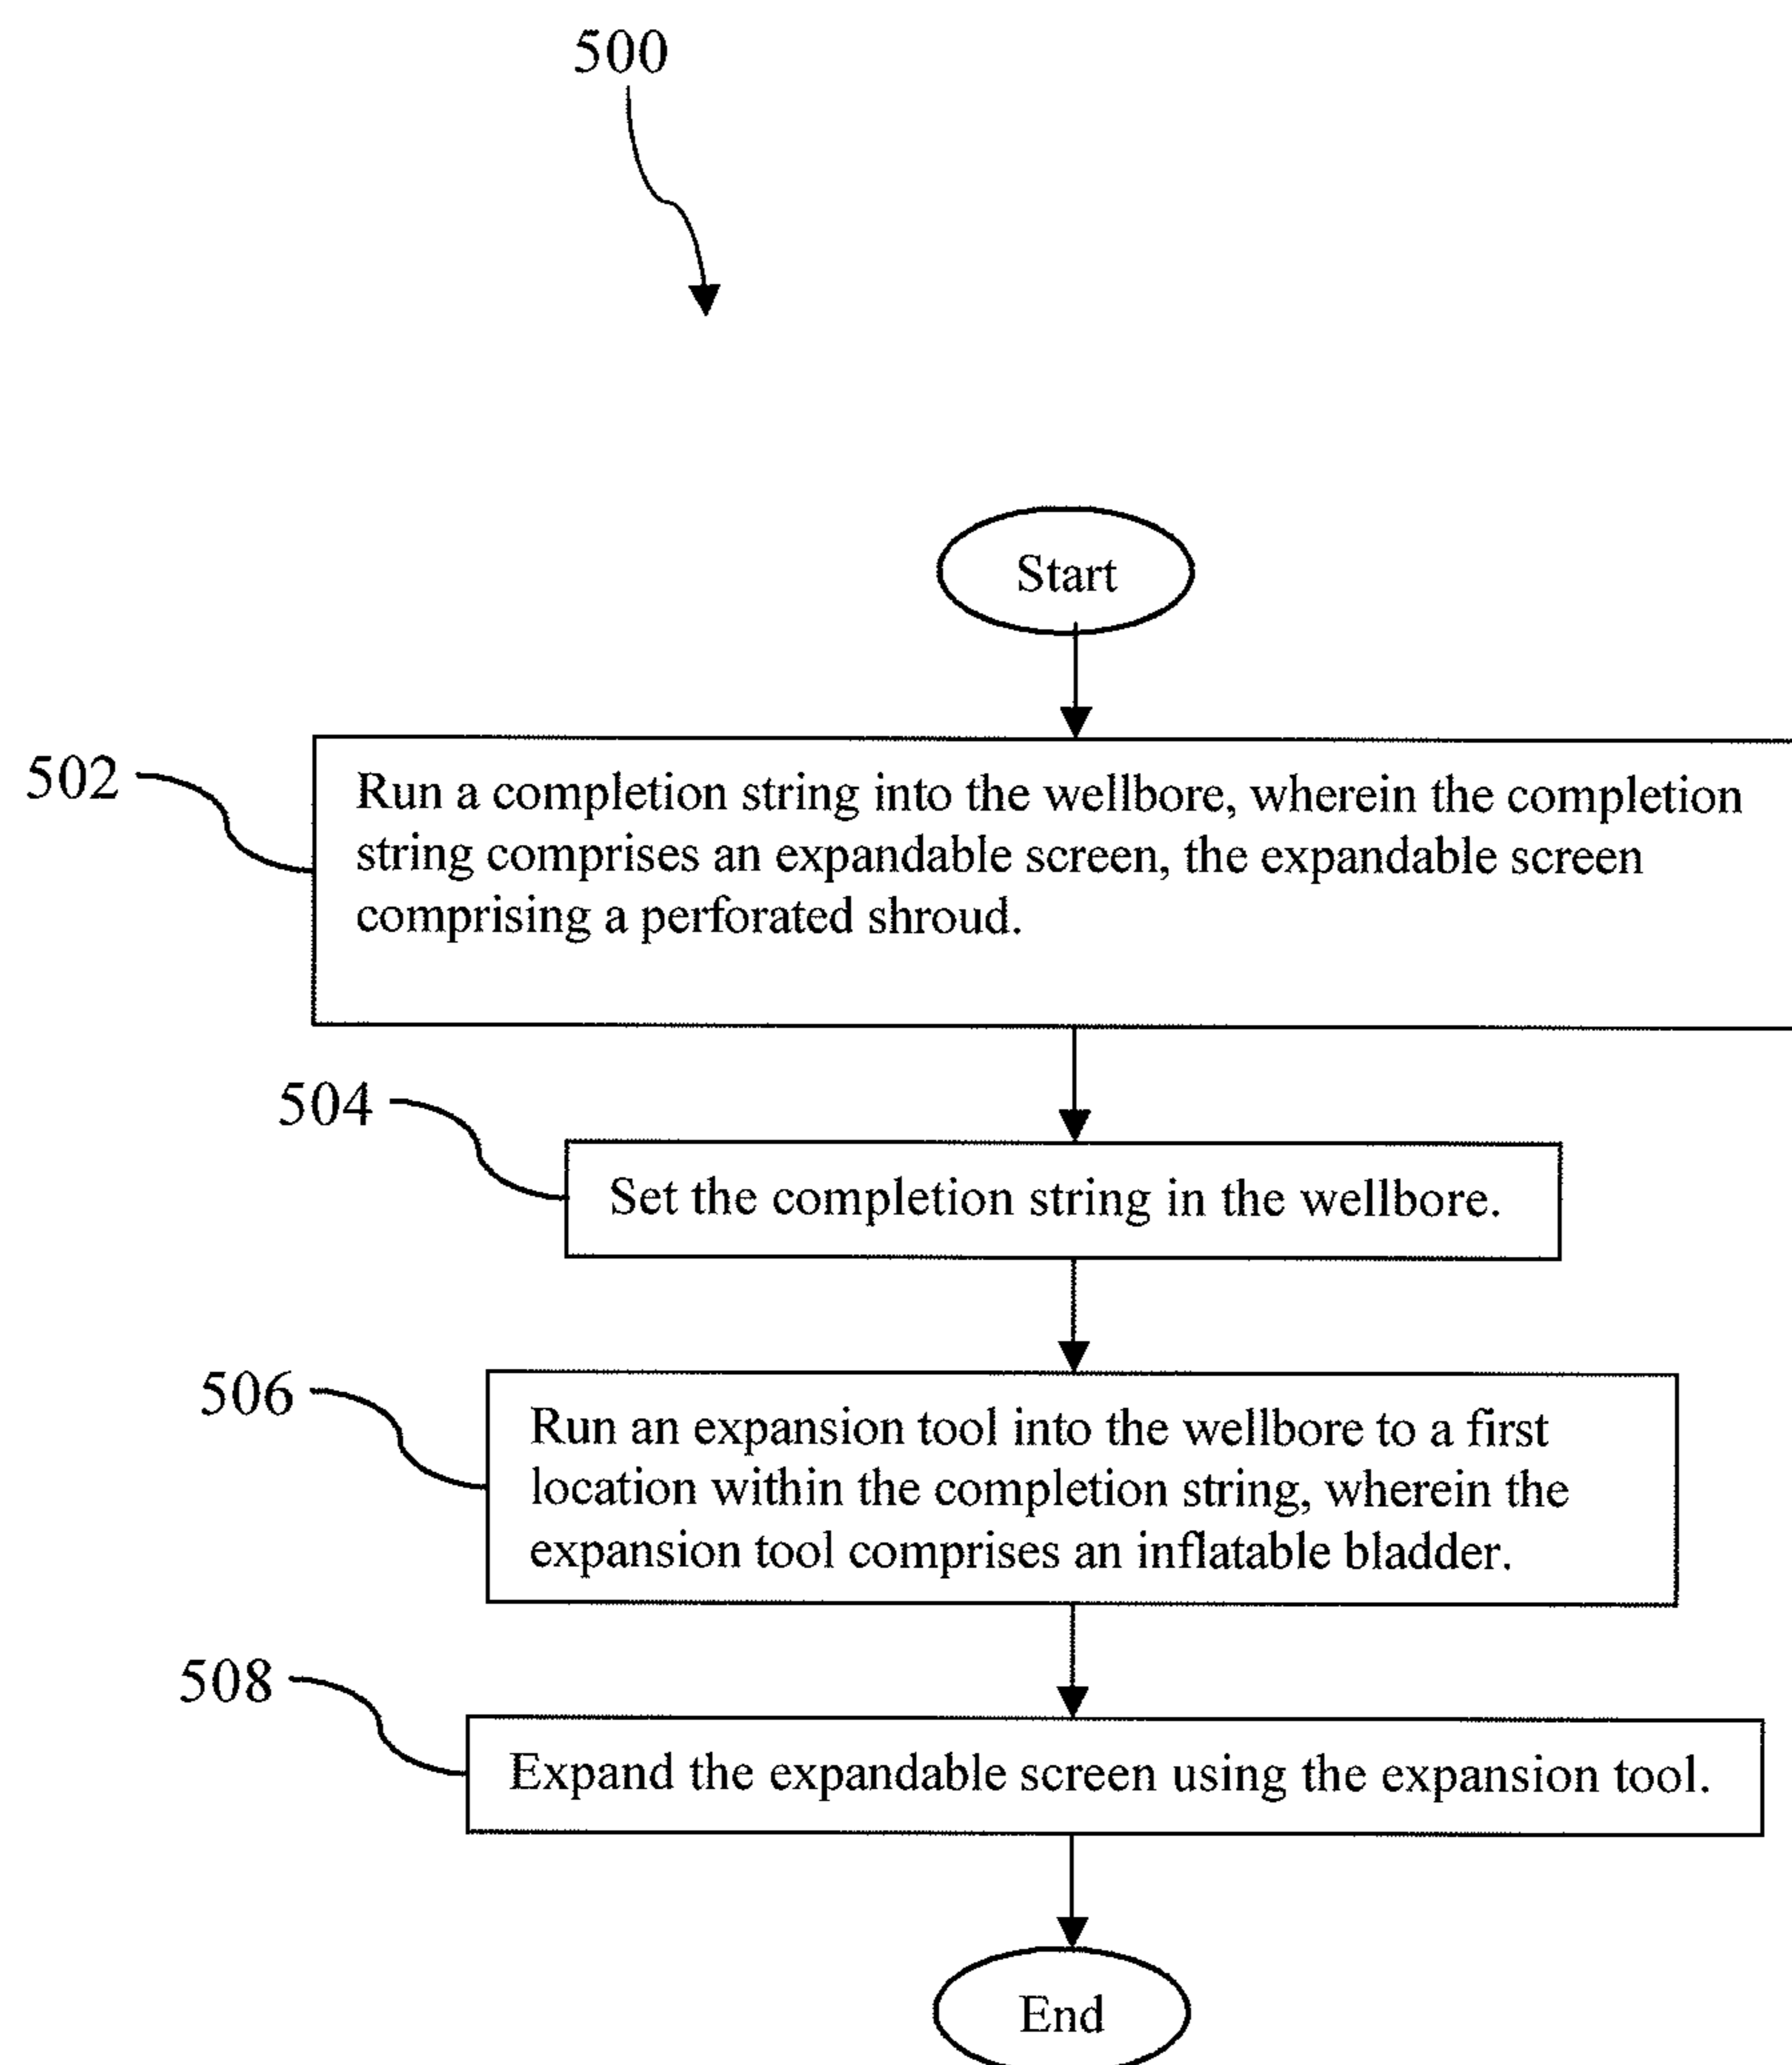 500
Start
502
Run a completion string into the wellbore, wherein the completion
string comprises an expandable screen, the expandable screen
comprising a perforated shroud.
504
Set the completion string in the wellbore.
506
Run an expansion tool into the wellbore to a first
location within the completion string, wherein the
expansion tool comprises an inflatable bladder.
508
Expand the expandable screen using the expansion tool.
End